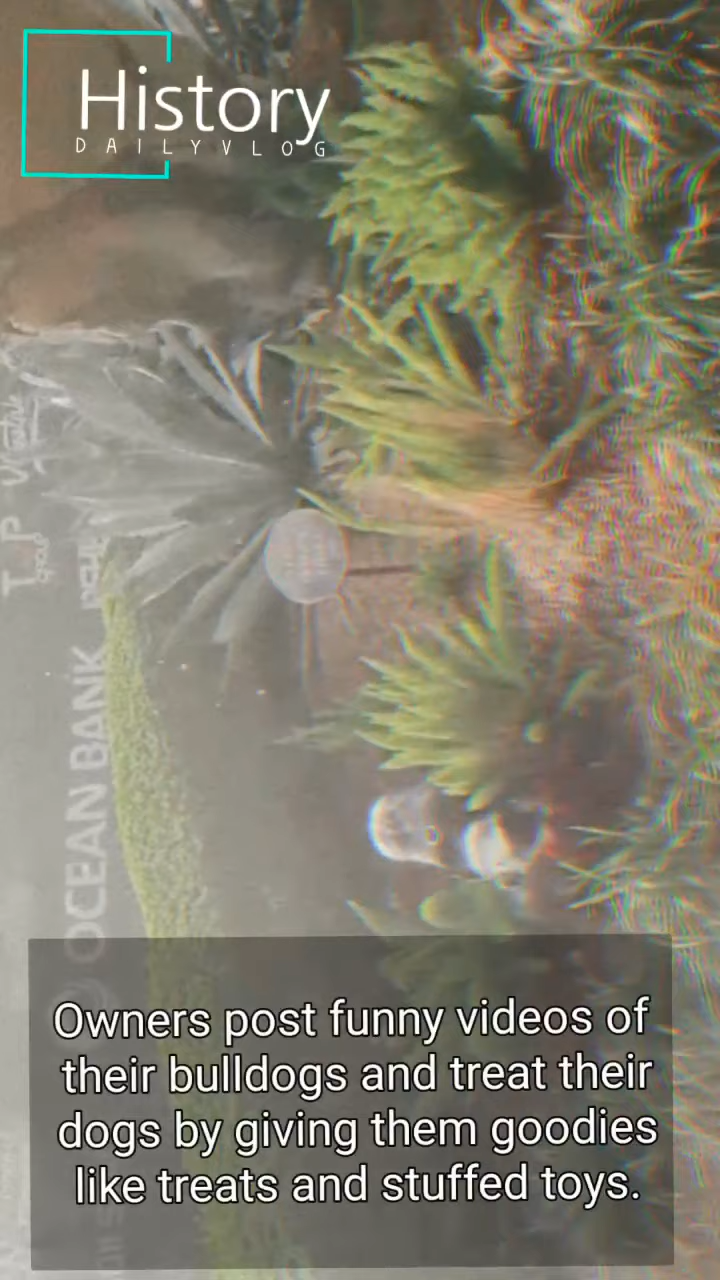 History
DAILYVLOG
OCEAN BANK
Owners post funny videos of
their bulldogs and treat their
dogs by giving them goodies
like treats and stuffed toys.